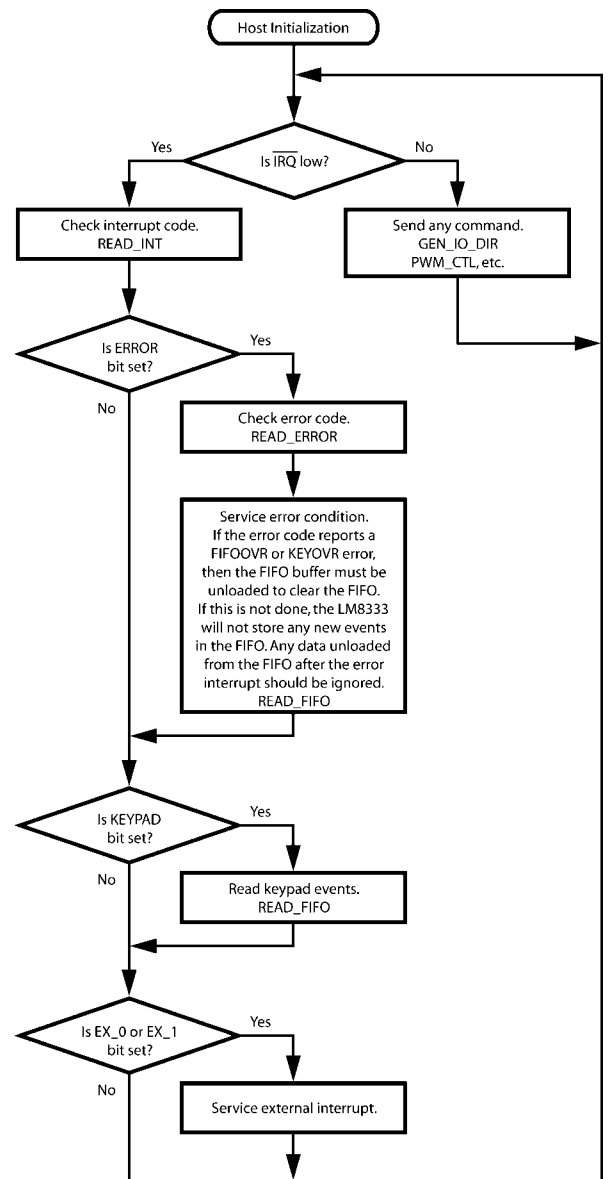 Host Initialization
Is IRQ low?
Yes
No
Check interrupt code.
READ_INT
Send any command.
GEN_IO_DIR
PWM_CTL, etc.
Is ERROR
bit set?
Yes
No
Check error code.
READ_ERROR
Service error condition.
If the error code reports a
FIFOOVR or KEYOVR error,
then the FIFO buffer must be
unloaded to clear the FIFO.
If this is not done, the LM8333
will not store any new events
in the FIFO. Any data unloaded
from the FIFO after the error
interrupt should be ignored.
READ_FIFO
Is KEYPAD
bit set?
Yes
No
Read keypad events.
READ_FIFO
Is EX_0 or EX_1
bit set?
Yes
No
Service external interrupt.